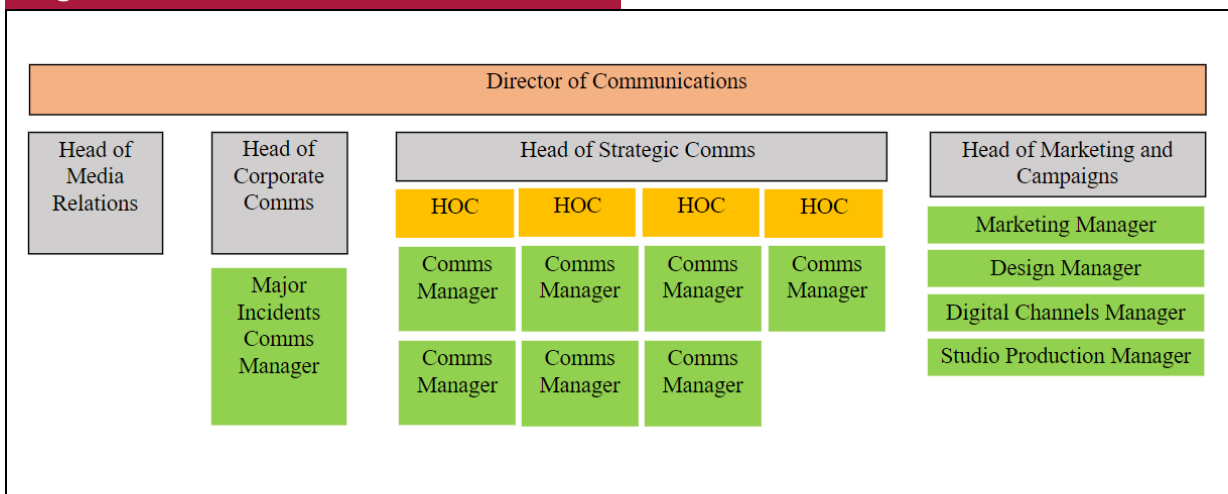 Director of Communications
Head of
Media
Relations
Head of
Corporate
Comms
Major
Incidents
Comms
Manager
Head of Strategic Comms
HOC
HOC
HOC
HOC
Comms
Manager
Comms
Manager
Comms
Manager
Comms
Manager
Comms
Manager
Comms
Manager
Comms
Manager
Head of Marketing and
Campaigns
Marketing Manager
Design Manager
Digital Channels Manager
Studio Production Manager